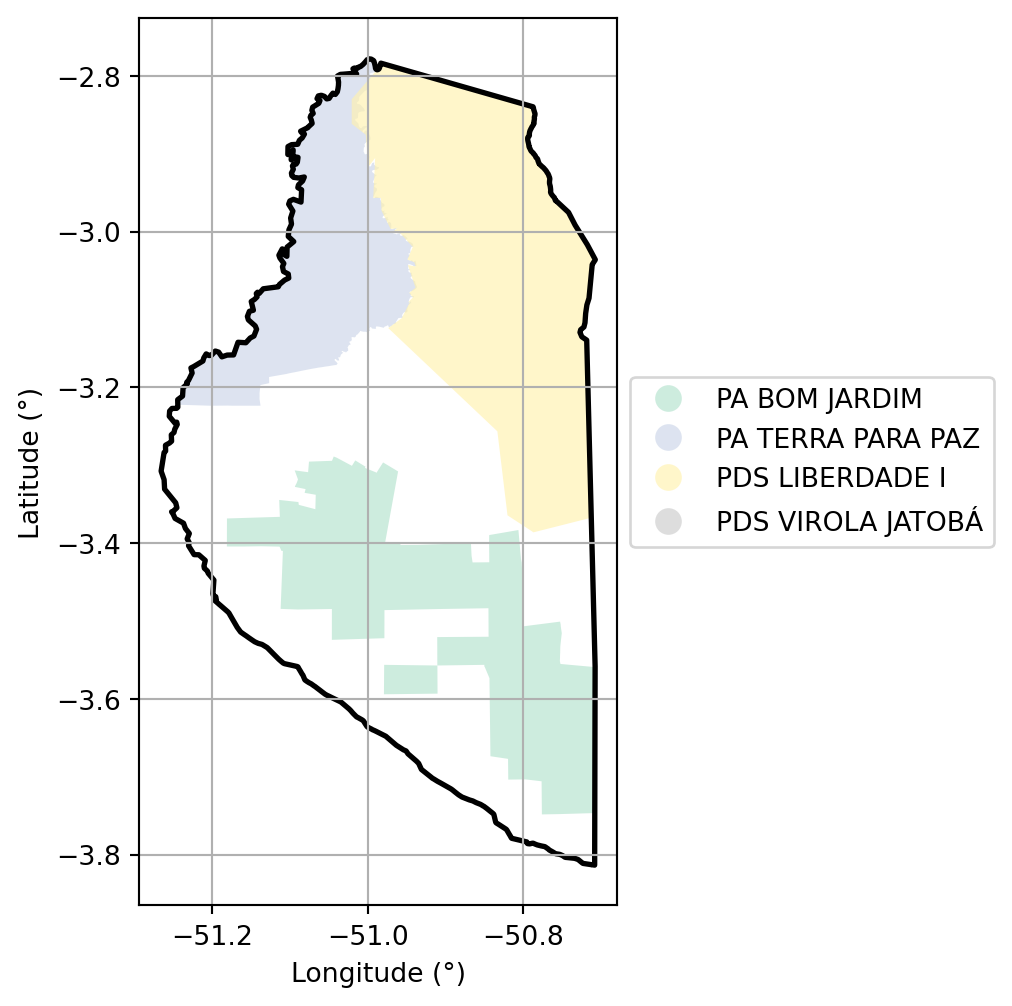 −2.8
−3.0
−3.2
−3.4
−3.6
−3.8
Latitude (°)
−51.2 −51.0 −50.8
Longitude (°)
PA BOM JARDIM
PA TERRA PARA PAZ
PDS LIBERDADE I
PDS VIROLA JATOBÁ